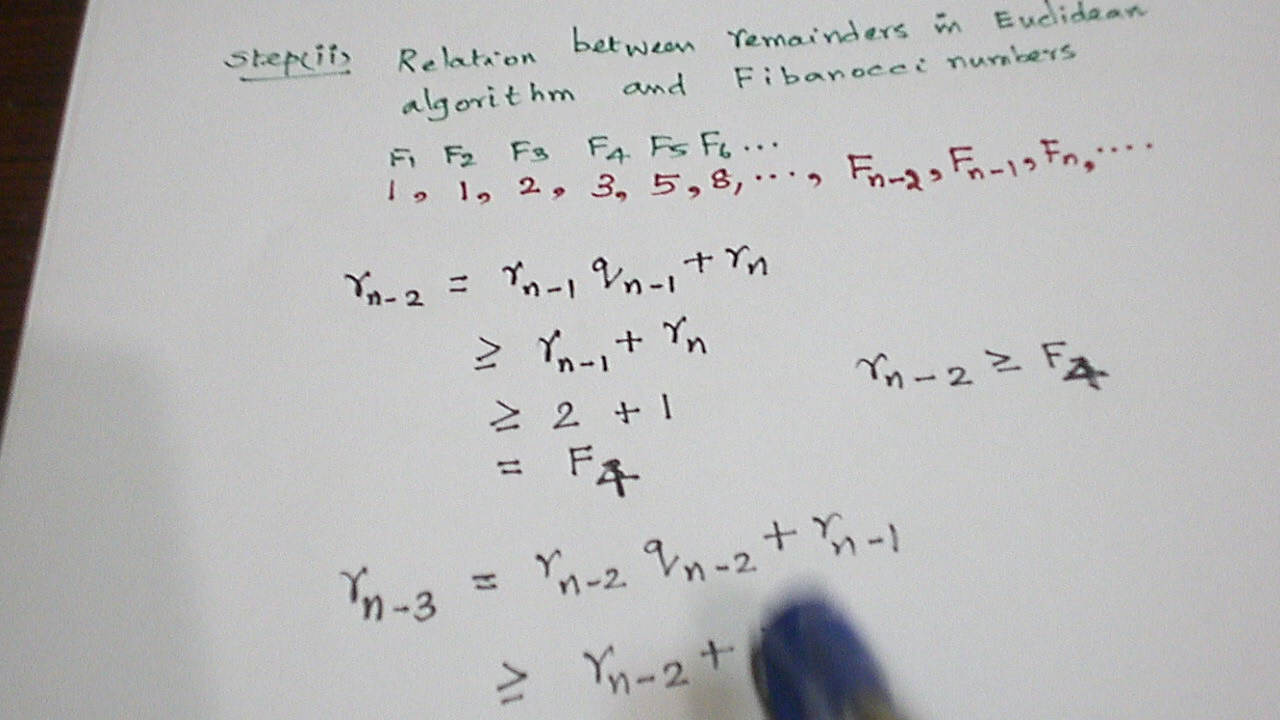 Step(ii) Relation between remainders in Euclidean
algorithm and Fibanocci numbers
F1 F2 F3 F4 F5 F6 ...
1, 1, 2, 3, 5, 8, ..., Fn-2, Fn-1, Fn, ....
rn-2 = rn-1 qn-1 + rn
≥ rn-1 + rn
≥ 2 + 1
= F4
rn-2 ≥ F4
rn-3 = rn-2 qn-2 + rn-1
≥ rn-2 +